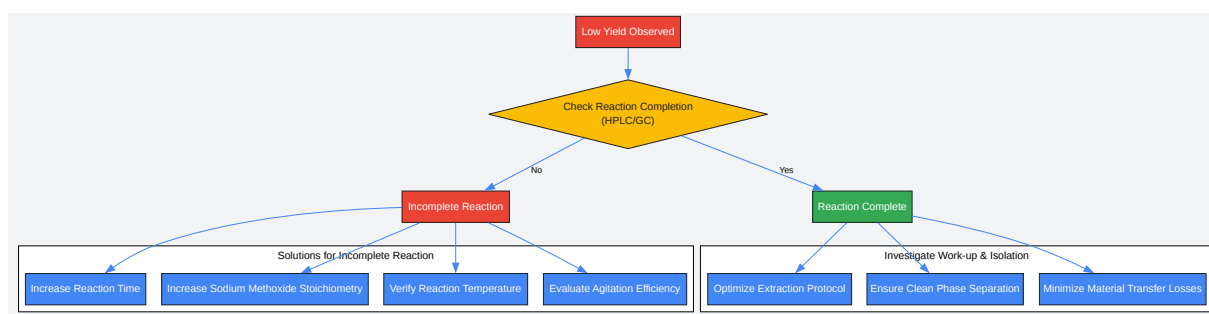 Low Yield Observed
Check Reaction Completion
(HPLC/GC)
No
Yes
Incomplete Reaction
Reaction Complete
Solutions for Incomplete Reaction
Investigate Work-up & Isolation
Increase Reaction Time
Increase Sodium Methoxide Stoichiometry
Verify Reaction Temperature
Evaluate Agitation Efficiency
Optimize Extraction Protocol
Ensure Clean Phase Separation
Minimize Material Transfer Losses